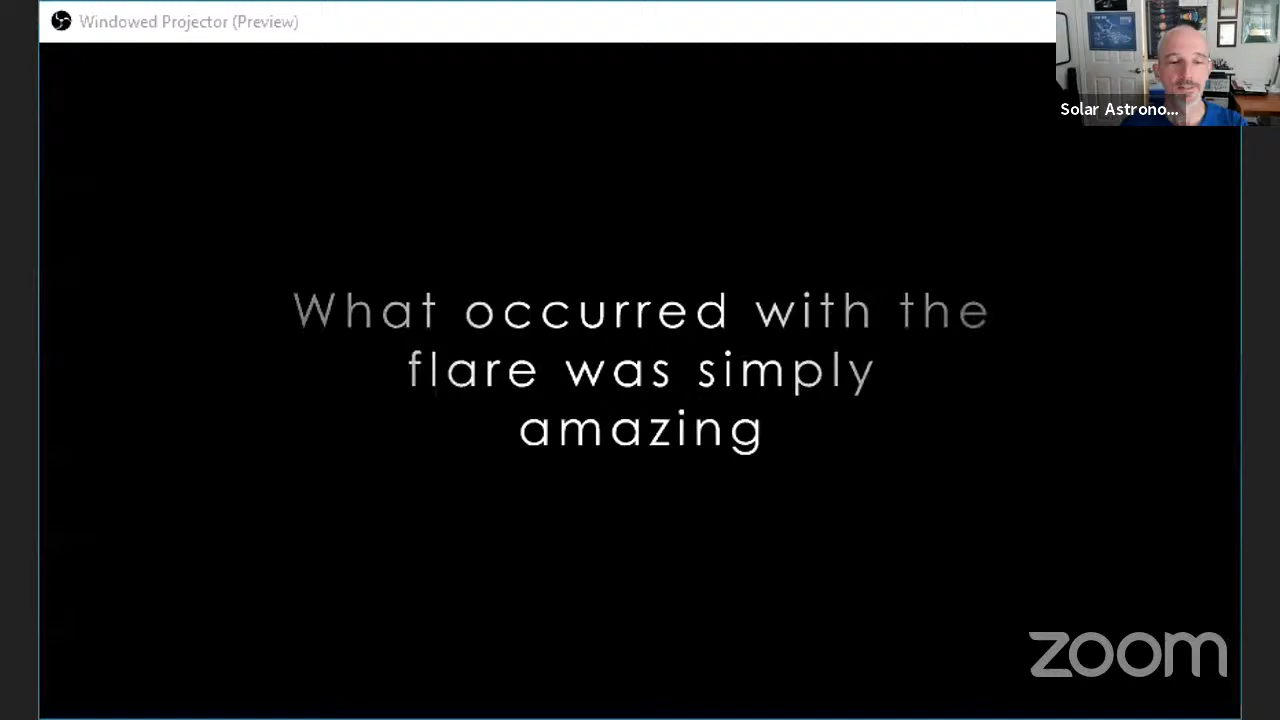 Windowed Projector (Preview)
Solar Astrono...
What occurred with the
flare was simply
amazing
zoom